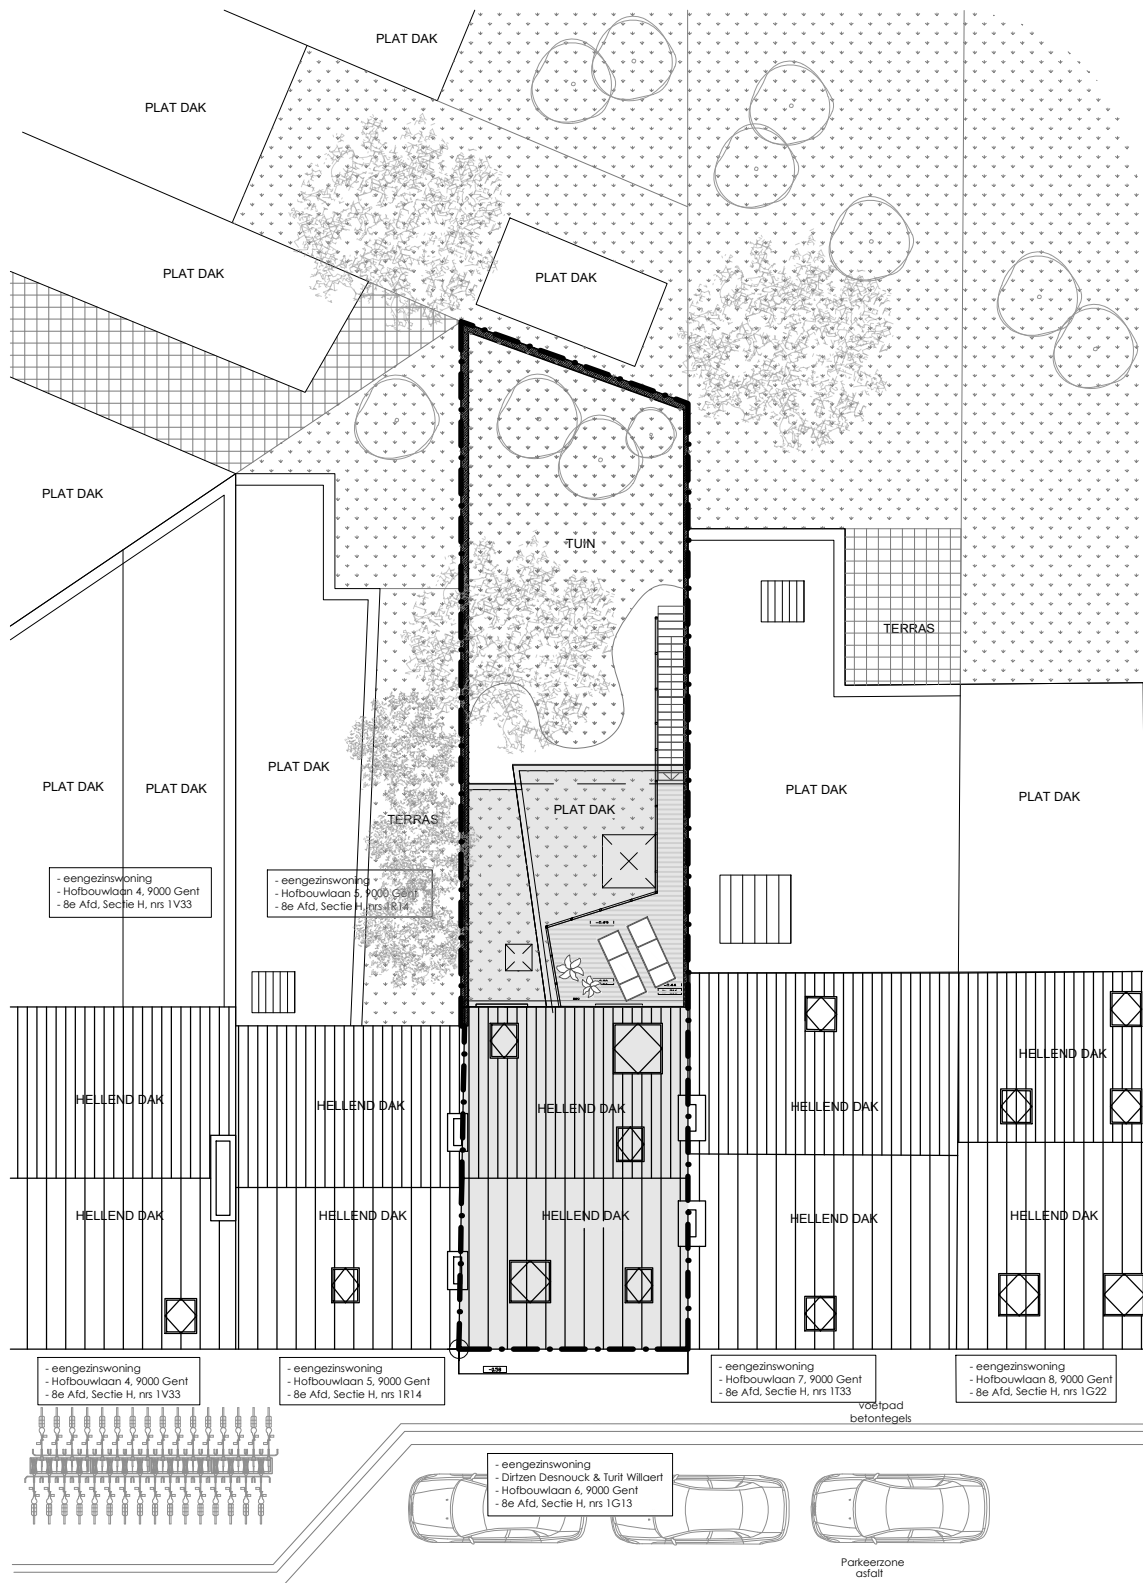 PLAT DAK
PLAT DAK
PLAT DAK
PLAT DAK
PLAT DAK
TUIN
TERRAS
PLAT DAK
PLAT DAK
PLAT DAK
PLAT DAK
PLAT DAK
PLAT DAK
TERRAS
- eengezinswoning
- Hofbouwlaan 4, 9000 Gent
- 8e Afd, Sectie H, nrs 1V33
- eengezinswoning
- Hofbouwlaan 5, 9000 Gent
- 8e Afd, Sectie H, nrs 1R14
HELLEND DAK
HELLEND DAK
HELLEND DAK
HELLEND DAK
HELLEND DAK
HELLEND DAK
HELLEND DAK
HELLEND DAK
HELLEND DAK
HELLEND DAK
- eengezinswoning
- Hofbouwlaan 4, 9000 Gent
- 8e Afd, Sectie H, nrs 1V33
- eengezinswoning
- Hofbouwlaan 5, 9000 Gent
- 8e Afd, Sectie H, nrs 1R14
- eengezinswoning
- Hofbouwlaan 7, 9000 Gent
- 8e Afd, Sectie H, nrs 1T33
- eengezinswoning
- Hofbouwlaan 8, 9000 Gent
- 8e Afd, Sectie H, nrs 1G22
voetpad
betontegels
- eengezinswoning
- Dirtzen Desnouck & Turit Willaert
- Hofbouwlaan 6, 9000 Gent
- 8e Afd, Sectie H, nrs 1G13
Parkeerzone
asfalt